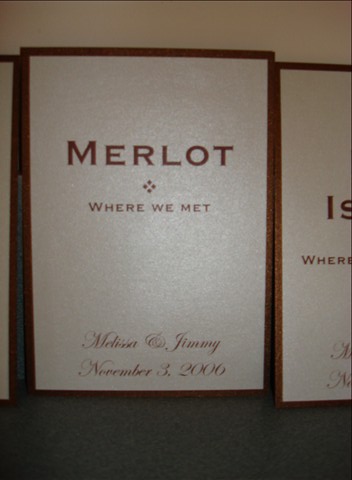 MERLOT
WHERE WE MET
Melissa & Jimmy
November 3, 2006
IS
WHERE